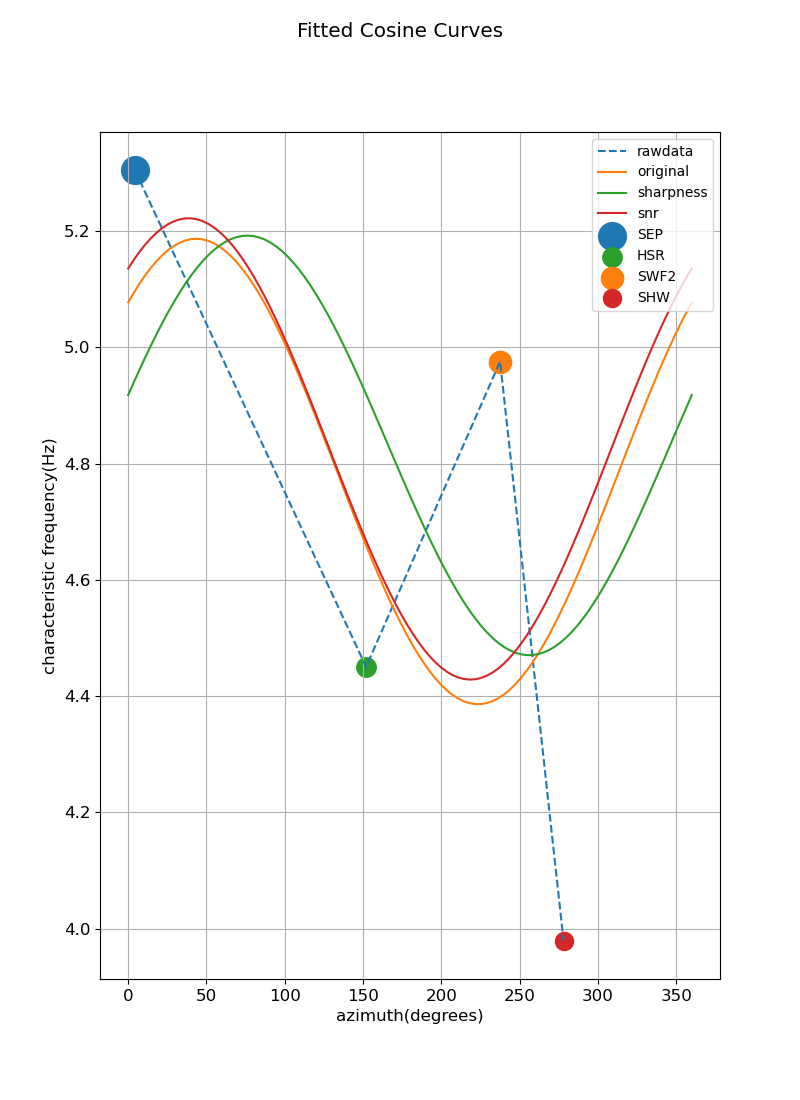 Fitted Cosine Curves
rawdata
original
sharpness
snr
SEP
HSR
SWF2
SHW
5.2
5.0
4.8
4.6
4.4
4.2
4.0
characteristic frequency(Hz)
0 50 100 150 200 250 300 350
azimuth(degrees)